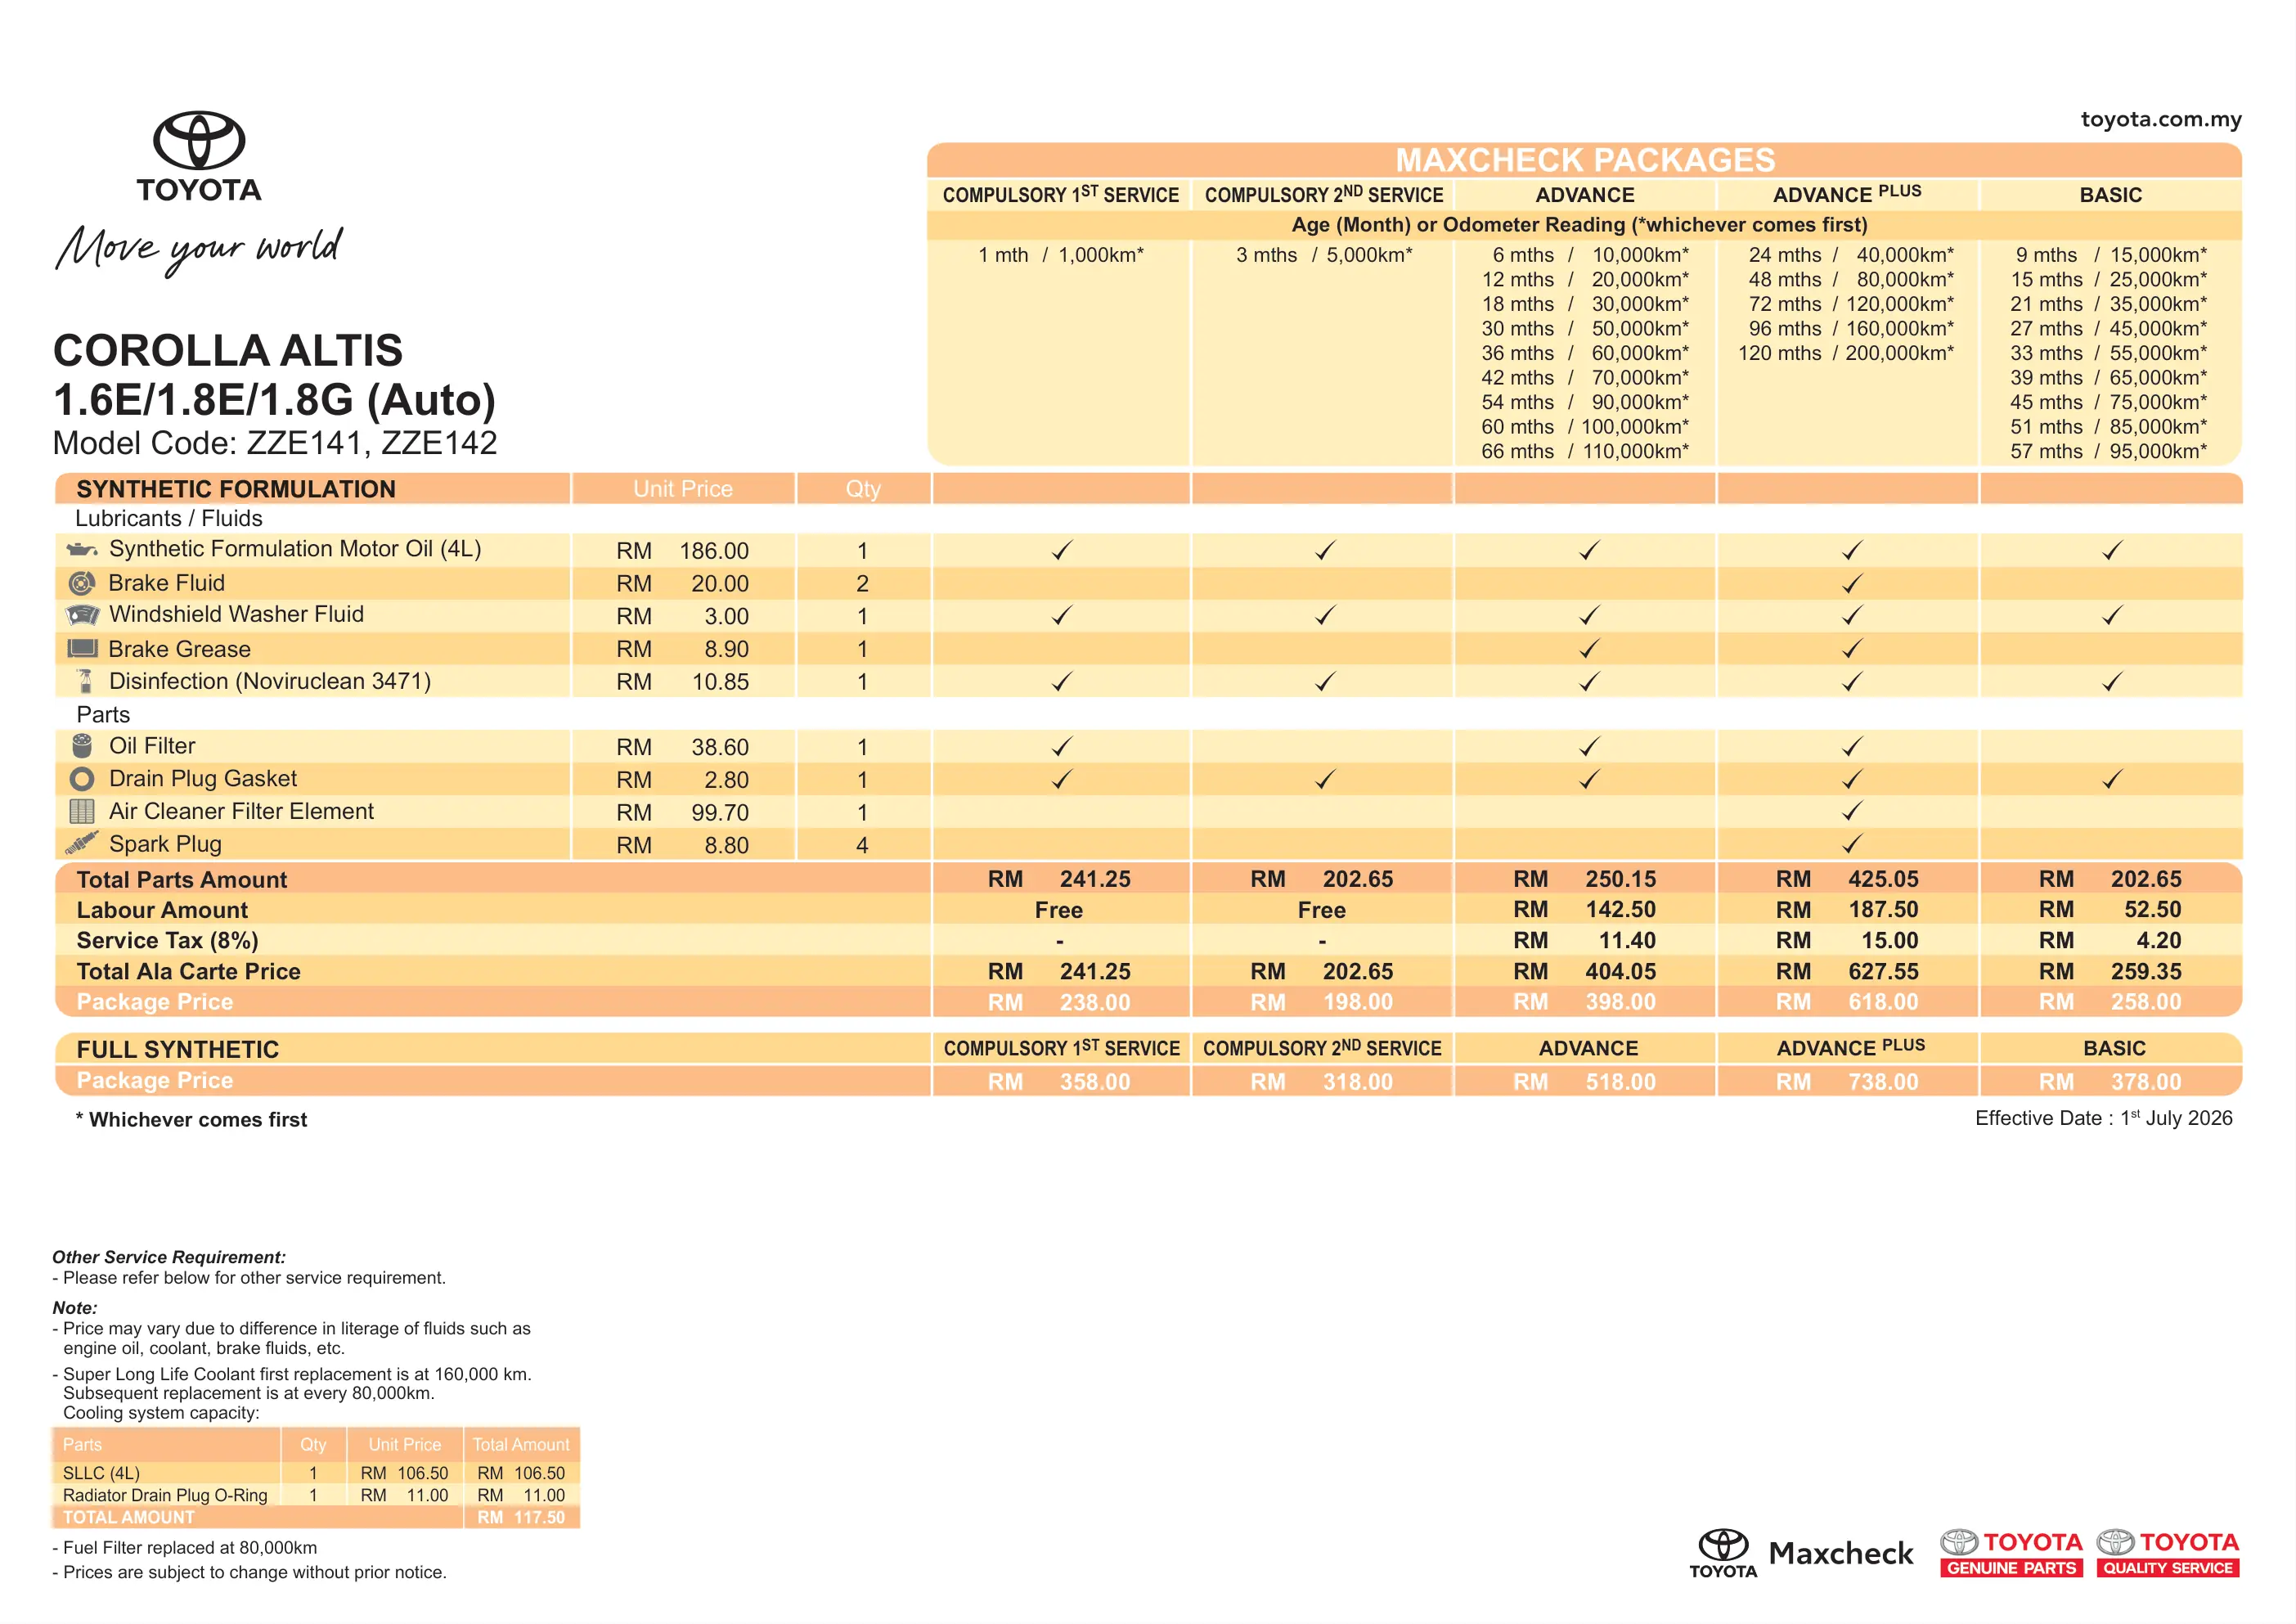 toyota.com.my
TOYOTA
Move your world
COROLLA ALTIS
1.6E/1.8E/1.8G (Auto)
Model Code: ZZE141, ZZE142
MAXCHECK PACKAGES
COMPULSORY 1ST SERVICE COMPULSORY 2ND SERVICE ADVANCE ADVANCE PLUS BASIC
Age (Month) or Odometer Reading (*whichever comes first)
1 mth / 1,000km* 3 mths / 5,000km* 6 mths / 10,000km* 24 mths / 40,000km* 9 mths / 15,000km*
12 mths / 20,000km* 48 mths / 80,000km* 15 mths / 25,000km*
18 mths / 30,000km* 72 mths / 120,000km* 21 mths / 35,000km*
30 mths / 50,000km* 96 mths / 160,000km* 27 mths / 45,000km*
36 mths / 60,000km* 120 mths / 200,000km* 33 mths / 55,000km*
42 mths / 70,000km* 39 mths / 65,000km*
54 mths / 90,000km* 45 mths / 75,000km*
60 mths / 100,000km* 51 mths / 85,000km*
66 mths / 110,000km* 57 mths / 95,000km*
SYNTHETIC FORMULATION Unit Price Qty
Lubricants / Fluids
Synthetic Formulation Motor Oil (4L) RM 186.00 1 ✓ ✓ ✓ ✓ ✓
Brake Fluid RM 20.00 2 ✓
Windshield Washer Fluid RM 3.00 1 ✓ ✓ ✓ ✓ ✓
Brake Grease RM 8.90 1 ✓ ✓
Disinfection (Noviruclean 3471) RM 10.85 1 ✓ ✓ ✓ ✓ ✓
Parts
Oil Filter RM 38.60 1 ✓ ✓ ✓
Drain Plug Gasket RM 2.80 1 ✓ ✓ ✓ ✓ ✓
Air Cleaner Filter Element RM 99.70 1 ✓
Spark Plug RM 8.80 4 ✓
Total Parts Amount RM 241.25 RM 202.65 RM 250.15 RM 425.05 RM 202.65
Labour Amount Free Free RM 142.50 RM 187.50 RM 52.50
Service Tax (8%) - - RM 11.40 RM 15.00 RM 4.20
Total Ala Carte Price RM 241.25 RM 202.65 RM 404.05 RM 627.55 RM 259.35
Package Price RM 238.00 RM 198.00 RM 398.00 RM 618.00 RM 258.00
FULL SYNTHETIC COMPULSORY 1ST SERVICE COMPULSORY 2ND SERVICE ADVANCE ADVANCE PLUS BASIC
Package Price RM 358.00 RM 318.00 RM 518.00 RM 738.00 RM 378.00
* Whichever comes first
Effective Date : 1st July 2026
Other Service Requirement:
- Please refer below for other service requirement.
Note:
- Price may vary due to difference in literage of fluids such as
engine oil, coolant, brake fluids, etc.
- Super Long Life Coolant first replacement is at 160,000 km.
Subsequent replacement is at every 80,000km.
Cooling system capacity:
Parts Qty Unit Price Total Amount
SLLC (4L) 1 RM 106.50 RM 106.50
Radiator Drain Plug O-Ring 1 RM 11.00 RM 11.00
TOTAL AMOUNT RM 117.50
- Fuel Filter replaced at 80,000km
- Prices are subject to change without prior notice.
TOYOTA Maxcheck
TOYOTA GENUINE PARTS
TOYOTA QUALITY SERVICE